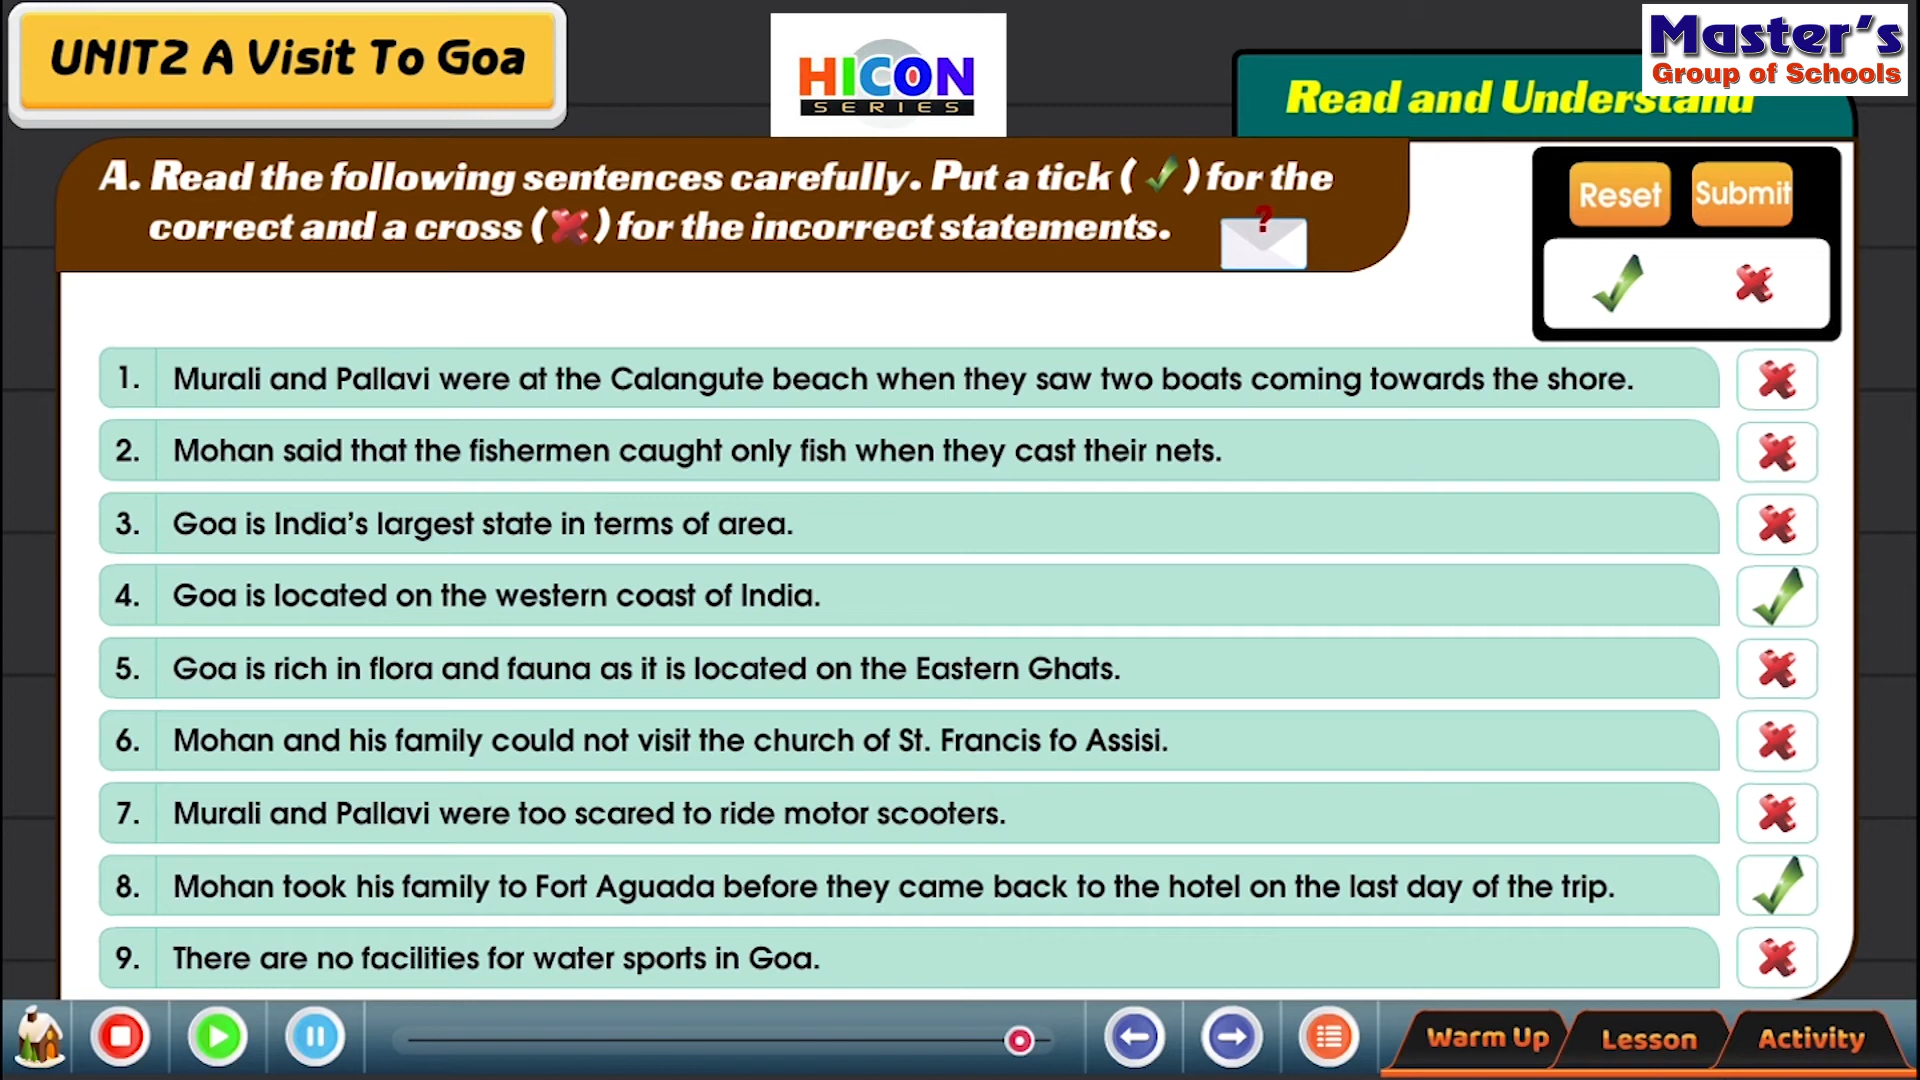 UNIT2 A Visit To Goa
HICON
SERIES
Master's
Group of Schools
Read and Understand
A. Read the following sentences carefully. Put a tick ( ✓ ) for the
correct and a cross ( ✗ ) for the incorrect statements.
?
Reset
Submit
1. Murali and Pallavi were at the Calangute beach when they saw two boats coming towards the shore.
2. Mohan said that the fishermen caught only fish when they cast their nets.
3. Goa is India's largest state in terms of area.
4. Goa is located on the western coast of India.
5. Goa is rich in flora and fauna as it is located on the Eastern Ghats.
6. Mohan and his family could not visit the church of St. Francis fo Assisi.
7. Murali and Pallavi were too scared to ride motor scooters.
8. Mohan took his family to Fort Aguada before they came back to the hotel on the last day of the trip.
9. There are no facilities for water sports in Goa.
Warm Up
Lesson
Activity